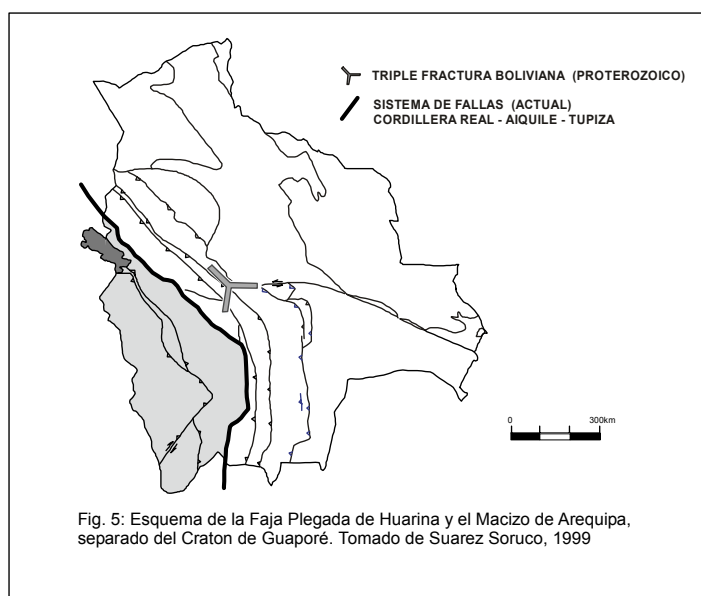 TRIPLE FRACTURA BOLIVIANA (PROTEROZOICO)
SISTEMA DE FALLAS (ACTUAL)
CORDILLERA REAL - AIQUILE - TUPIZA
0 300km
Fig. 5: Esquema de la Faja Plegada de Huarina y el Macizo de Arequipa,
separado del Craton de Guaporé. Tomado de Suarez Soruco, 1999